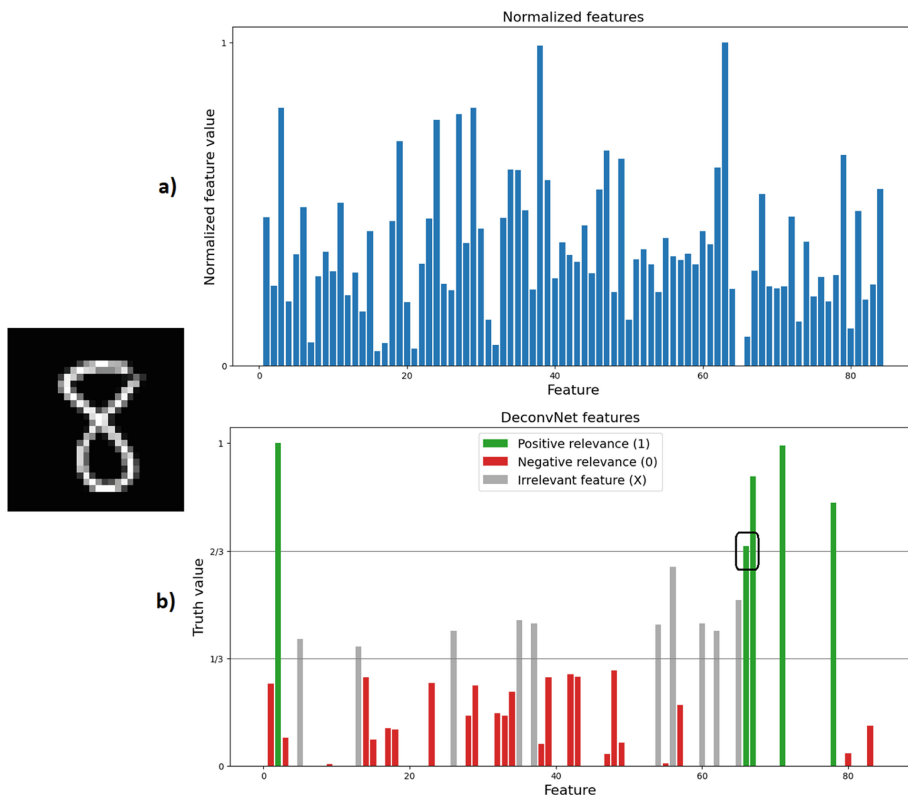 Normalized features
a)
Normalized feature value
1
0
0 20 40 60 80
Feature
DeconvNet features
Positive relevance (1)
Negative relevance (0)
Irrelevant feature (X)
b)
Truth value
1
2/3
1/3
0
0 20 40 60 80
Feature